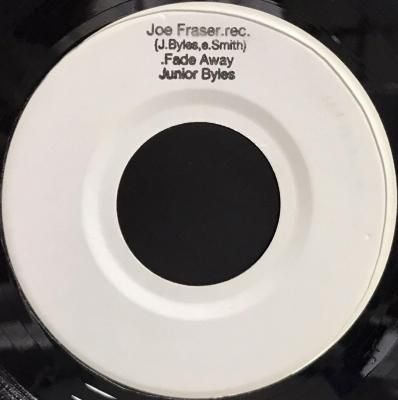 Joe Fraser.rec.
(J.Byles,e.Smith)
.Fade Away
Junior Byles